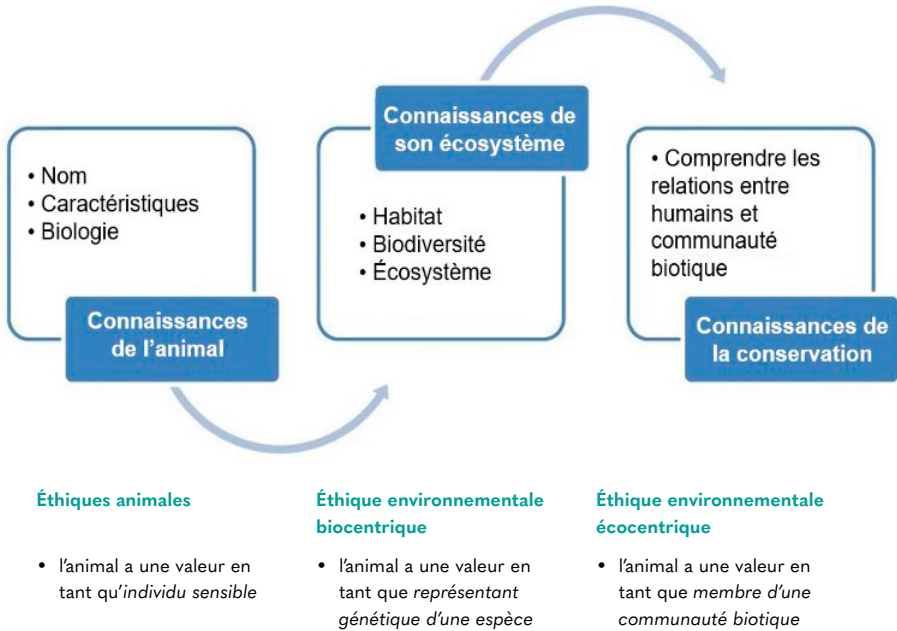 • Nom
• Caractéristiques
• Biologie
Connaissances
de l'animal
Connaissances de
son écosystème
• Habitat
• Biodiversité
• Écosystème
• Comprendre les
relations entre
humains et
communauté
biotique
Connaissances de
la conservation
Éthiques animales
• l'animal a une valeur en
tant qu'individu sensible
Éthique environnementale
biocentrique
• l'animal a une valeur en
tant que représentant
génétique d'une espèce
Éthique environnementale
écocentrique
• l'animal a une valeur en
tant que membre d'une
communauté biotique